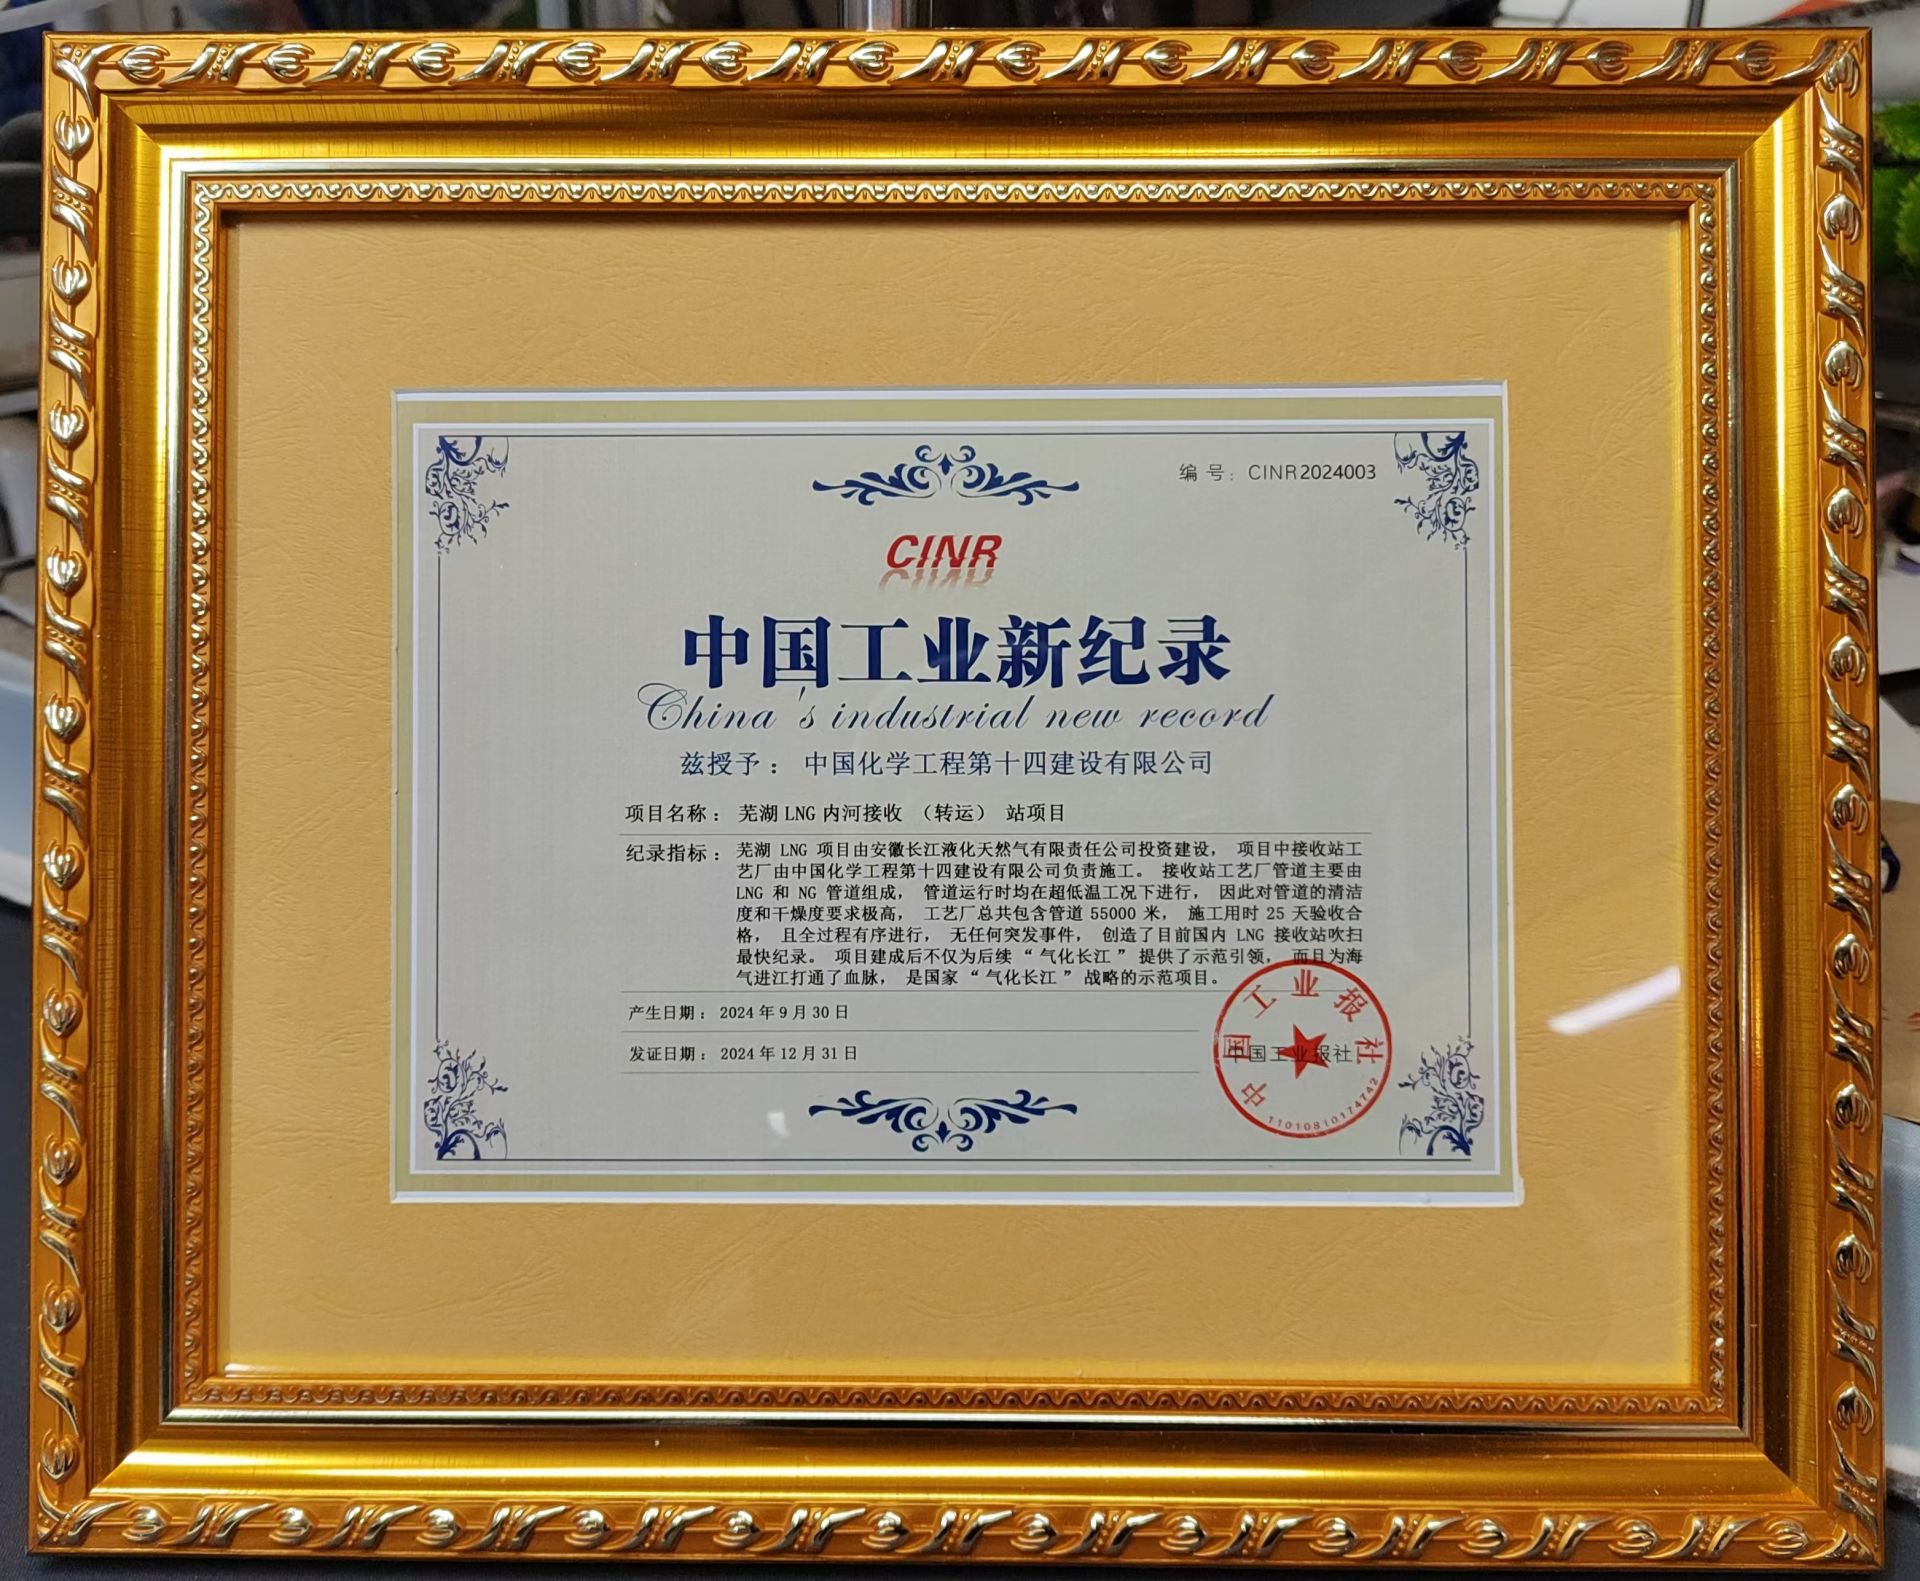 编 号: CINR2024003
CINR
中国工业新纪录
China's industrial new record
兹授予: 中国化学工程第十四建设有限公司
项目名称: 芜湖 LNG 内河接收 (转运) 站项目
纪录指标: 芜湖 LNG 项目由安徽长江液化天然气有限责任公司投资建设, 项目中接收站工
艺厂由中国化学工程第十四建设有限公司负责施工。 接收站工艺厂管道主要由
LNG 和 NG 管道组成, 管道运行时均在超低温工况下进行, 因此对管道的清洁
度和干燥度要求极高, 工艺厂总共包含管道 55000 米, 施工用时 25 天验收合
格, 且全过程有序进行, 无任何突发事件, 创造了目前国内 LNG 接收站吹扫
最快纪录。 项目建成后不仅为后续 “气化长江” 提供了示范引领, 而且为海
气进江打通了血脉, 是国家 “气化长江” 战略的示范项目。
产生日期: 2024 年 9 月 30 日
发证日期: 2024 年 12 月 31 日
中国工业报社
中国工业报社
1101081017474​2